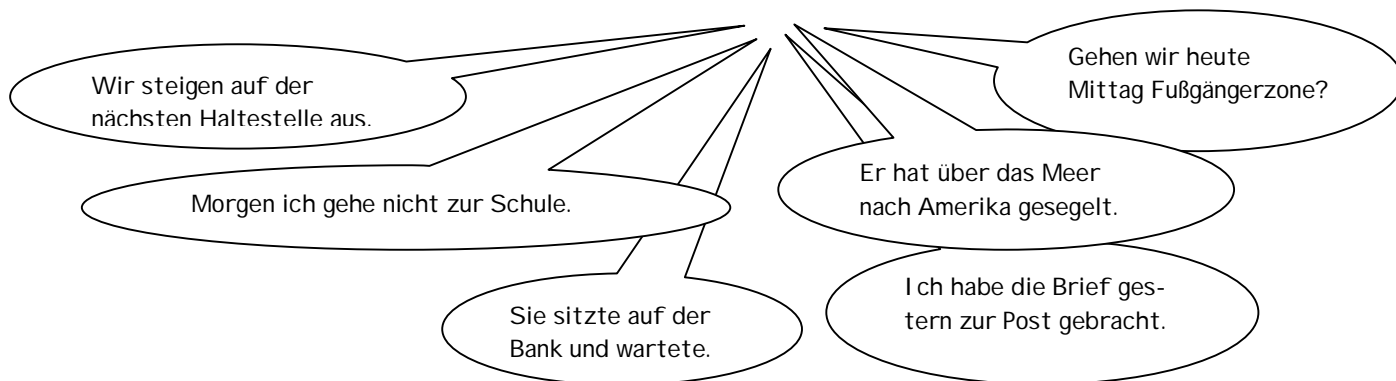 Wir steigen auf der
nächsten Haltestelle aus.
Gehen wir heute
Mittag Fußgängerzone?
Morgen ich gehe nicht zur Schule.
Er hat über das Meer
nach Amerika gesegelt.
Sie sitzte auf der
Bank und wartete.
Ich habe die Brief ges-
tern zur Post gebracht.